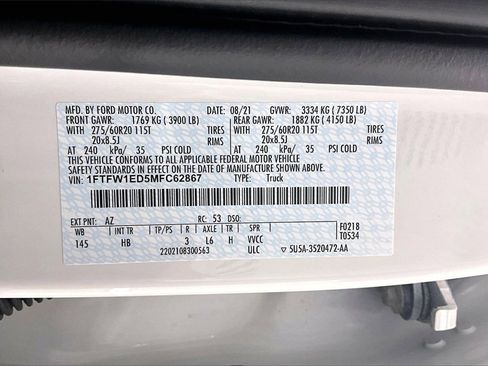 MFD. BY FORD MOTOR CO. 08/21 GVWR: 3334 KG ( 7350 LB)
FRONT GAWR: 1769 KG ( 3900 LB) REAR GAWR: 1882 KG ( 4150 LB)
WITH 275/60R20 115T TIRES WITH 275/60R20 115T TIRES
20x8.5J RIMS 20x8.5J RIMS
AT 240 kPa/ 35 PSI COLD AT 240 kPa/ 35 PSI COLD
THIS VEHICLE CONFORMS TO ALL APPLICABLE FEDERAL MOTOR VEHICLE
SAFETY STANDARDS IN EFFECT ON THE DATE OF MANUFACTURE SHOWN ABOVE.
VIN: 1FTFW1ED5MFC62867 TYPE: Truck
EXT PNT: AZ RC: 53 DSO:
WB INT TR TP/PS R AXLE TR SPR F0218
145 HB 3 L6 H VVCC T0534
2202108300563 ULC 5U5A-3520472-AA